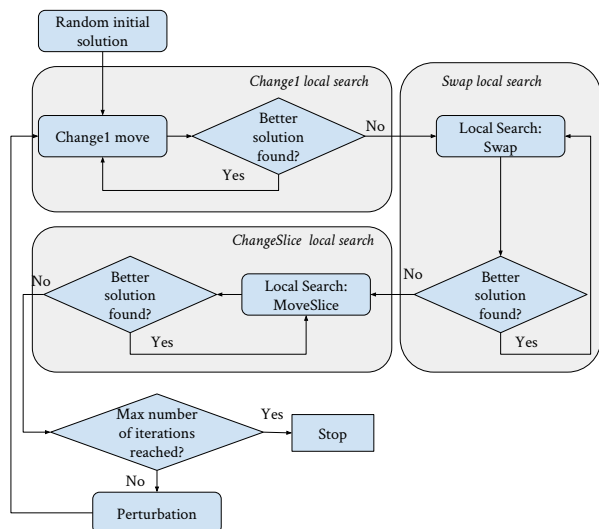 Random initial
solution
Change1 local search
Change1 move
Better
solution
found?
Yes
No
Swap local search
Local Search:
Swap
Better
solution
found?
Yes
No
ChangeSlice local search
Local Search:
MoveSlice
Better
solution
found?
Yes
No
Max number
of iterations
reached?
Yes
Stop
No
Perturbation